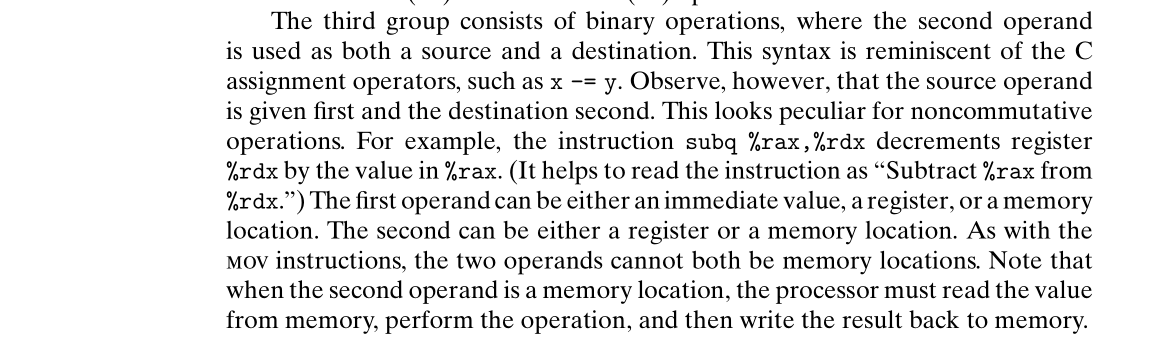 The third group consists of binary operations, where the second operand
is used as both a source and a destination. This syntax is reminiscent of the C
assignment operators, such as x -= y. Observe, however, that the source operand
is given first and the destination second. This looks peculiar for noncommutative
operations. For example, the instruction subq %rax,%rdx decrements register
%rdx by the value in %rax. (It helps to read the instruction as “Subtract %rax from
%rdx.”) The first operand can be either an immediate value, a register, or a memory
location. The second can be either a register or a memory location. As with the
MOV instructions, the two operands cannot both be memory locations. Note that
when the second operand is a memory location, the processor must read the value
from memory, perform the operation, and then write the result back to memory.